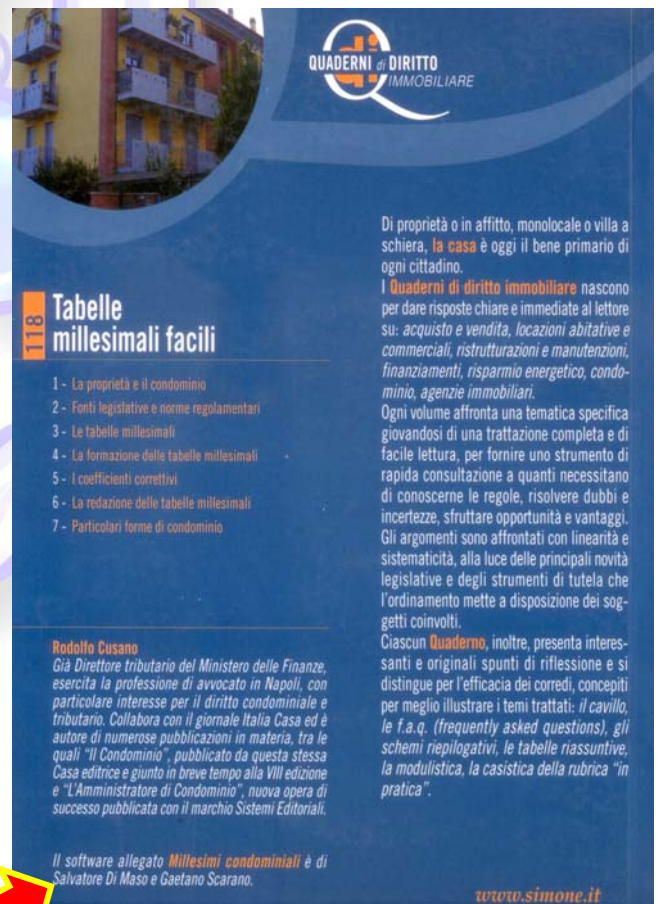 QUADERNI di DIRITTO
IMMOBILIARE
118
Tabelle
millesimali facili
1 - La proprietà e il condominio
2 - Fonti legislative e norme regolamentari
3 - Le tabelle millesimali
4 - La formazione delle tabelle millesimali
5 - I coefficienti correttivi
6 - La redazione delle tabelle millesimali
7 - Particolari forme di condominio
Rodolfo Cusano
Già Direttore tributario del Ministero delle Finanze,
esercita la professione di avvocato in Napoli, con
particolare interesse per il diritto condominiale e
tributario. Collabora con il giornale Italia Casa ed è
autore di numerose pubblicazioni in materia, tra le
quali "Il Condominio", pubblicato da questa stessa
Casa editrice e giunto in breve tempo alla VIII edizione
e "L'Amministratore di Condominio", nuova opera di
successo pubblicata con il marchio Sistemi Editoriali.
Il software allegato Millesimi condominiali è di
Salvatore Di Maso e Gaetano Scarano.
Di proprietà o in affitto, monolocale o villa a
schiera, la casa è oggi il bene primario di
ogni cittadino.
I Quaderni di diritto immobiliare nascono
per dare risposte chiare e immediate al lettore
su: acquisto e vendita, locazioni abitative e
commerciali, ristrutturazioni e manutenzioni,
finanziamenti, risparmio energetico, condo-
minio, agenzie immobiliari.
Ogni volume affronta una tematica specifica
giovandosi di una trattazione completa e di
facile lettura, per fornire uno strumento di
rapida consultazione a quanti necessitano
di conoscerne le regole, risolvere dubbi e
incertezze, sfruttare opportunità e vantaggi.
Gli argomenti sono affrontati con linearità e
sistematicità, alla luce delle principali novità
legislative e degli strumenti di tutela che
l'ordinamento mette a disposizione dei sog-
getti coinvolti.
Ciascun Quaderno, inoltre, presenta interes-
santi e originali spunti di riflessione e si
distingue per l'efficacia dei corredi, concepiti
per meglio illustrare i temi trattati: il cavillo,
le f.a.q. (frequently asked questions), gli
schemi riepilogativi, le tabelle riassuntive,
la modulistica, la casistica della rubrica "in
pratica".
www.simone.it